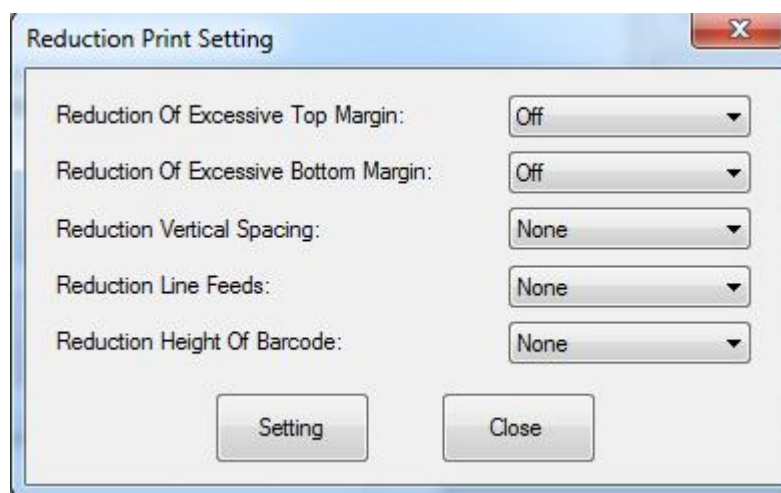 Reduction Print Setting
Reduction Of Excessive Top Margin: Off
Reduction Of Excessive Bottom Margin: Off
Reduction Vertical Spacing: None
Reduction Line Feeds: None
Reduction Height Of Barcode: None
Setting Close